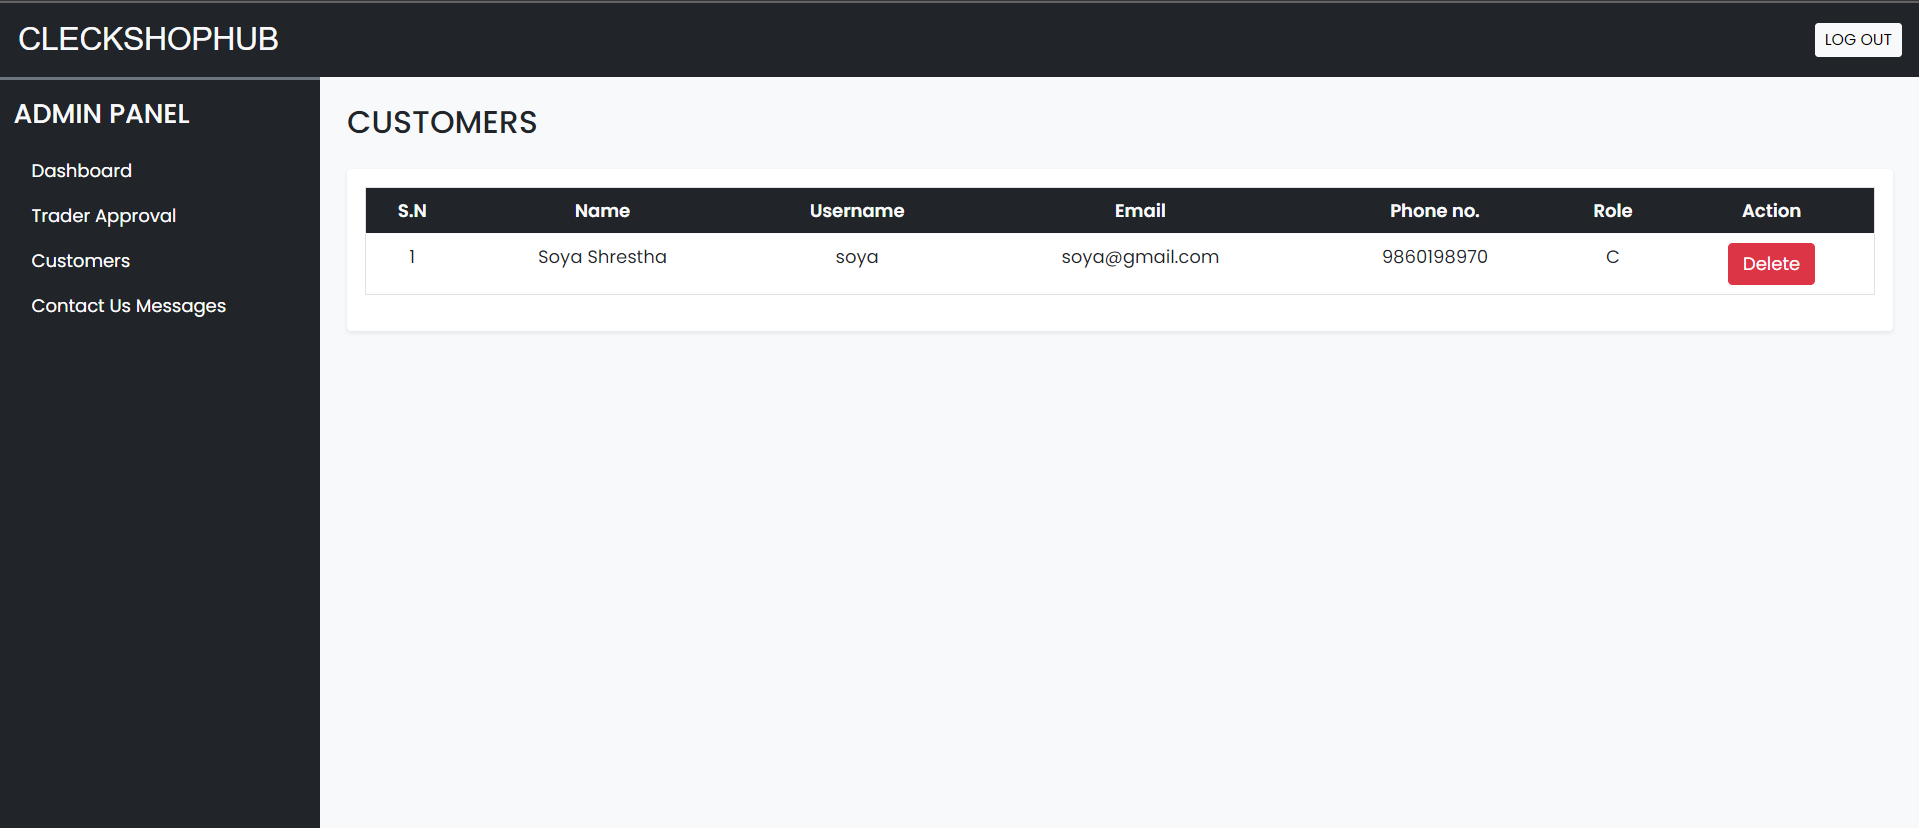 CLECKSHOPHUB
LOG OUT
ADMIN PANEL
Dashboard
Trader Approval
Customers
Contact Us Messages
CUSTOMERS
S.N Name Username Email Phone no. Role Action
1 Soya Shrestha soya soya@gmail.com 9860198970 C Delete